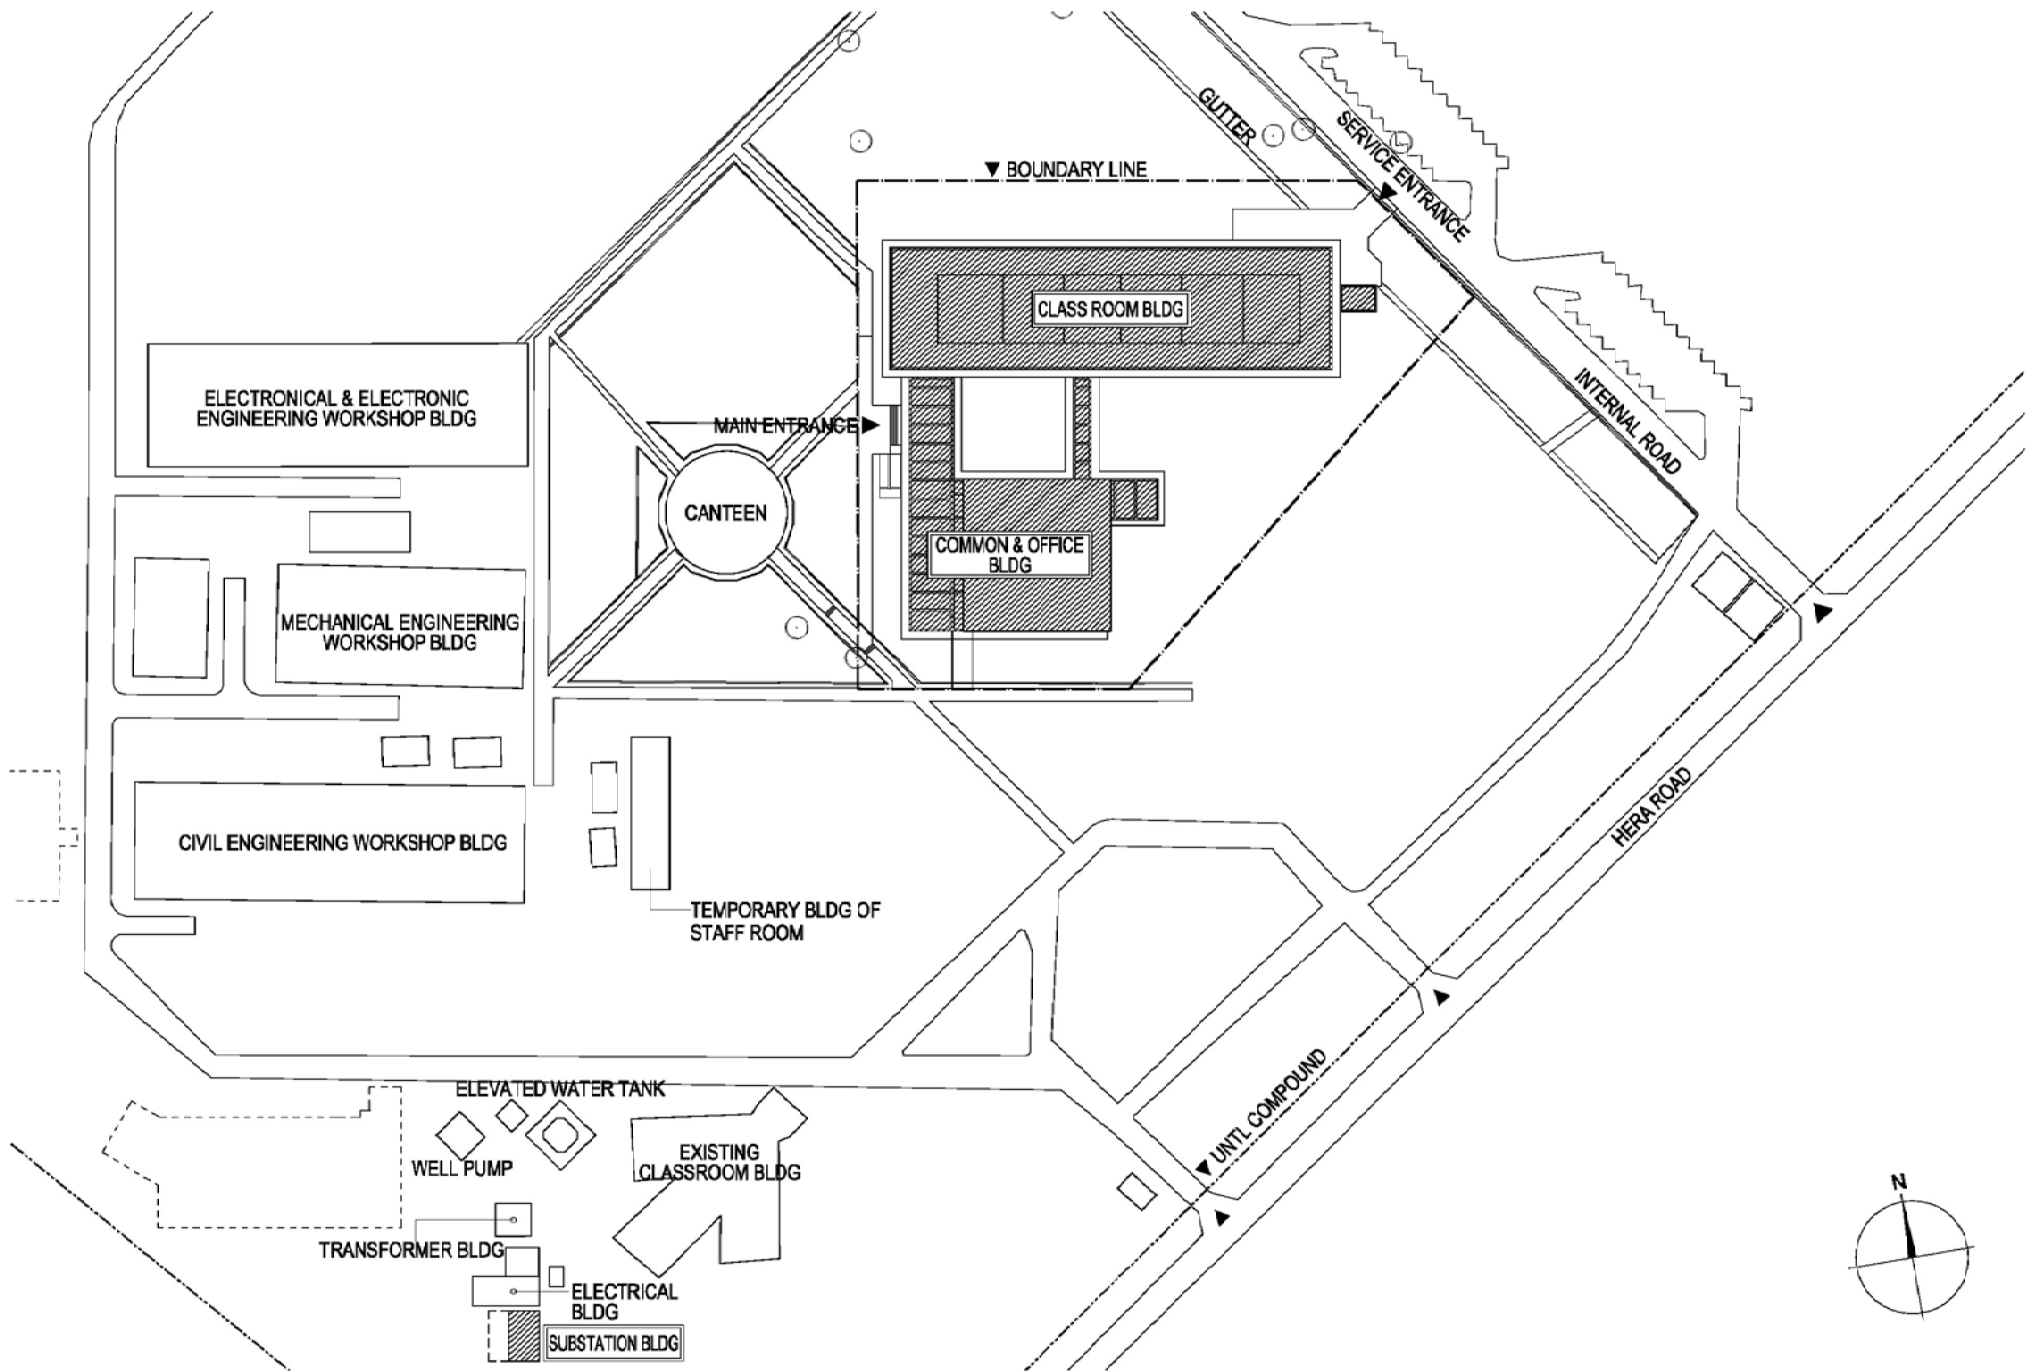 GUTTER
SERVICE ENTRANCE
BOUNDARY LINE
CLASS ROOM BLDG
INTERNAL ROAD
ELECTRONICAL & ELECTRONIC
ENGINEERING WORKSHOP BLDG
MAIN ENTRANCE
CANTEEN
COMMON & OFFICE
BLDG
MECHANICAL ENGINEERING
WORKSHOP BLDG
HERA ROAD
CIVIL ENGINEERING WORKSHOP BLDG
TEMPORARY BLDG OF
STAFF ROOM
UNTL COMPOUND
ELEVATED WATER TANK
WELL PUMP
EXISTING
CLASSROOM BLDG
N
TRANSFORMER BLDG
ELECTRICAL
BLDG
SUBSTATION BLDG